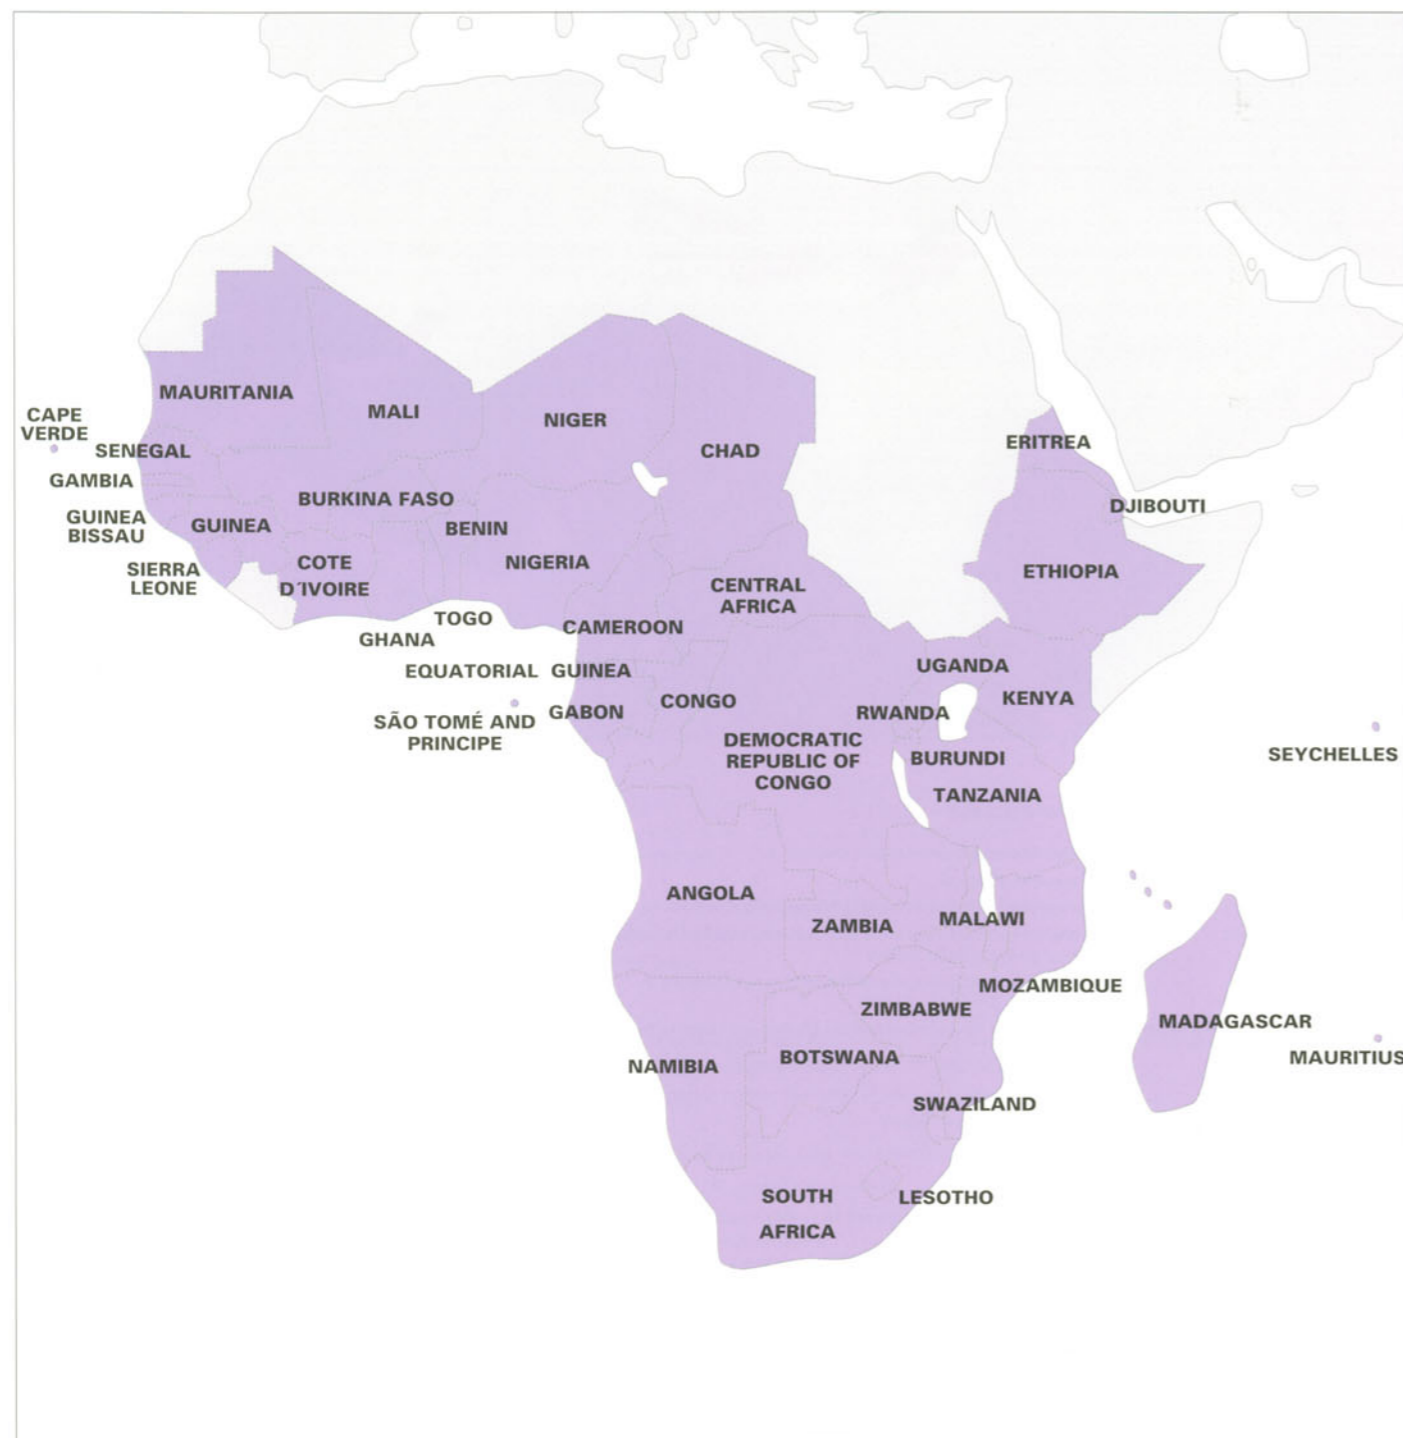 MAURITANIA
MALI
NIGER
CHAD
CAPE
VERDE
SENEGAL
GAMBIA
GUINEA
BISSAU
GUINEA
BURKINA FASO
BENIN
NIGERIA
SIERRA
LEONE
COTE
D´IVOIRE
TOGO
GHANA
ERITREA
DJIBOUTI
ETHIOPIA
CENTRAL
AFRICA
CAMEROON
EQUATORIAL GUINEA
SÃO TOMÉ AND
PRINCIPE
GABON
CONGO
UGANDA
KENYA
RWANDA
DEMOCRATIC
REPUBLIC OF
CONGO
BURUNDI
TANZANIA
SEYCHELLES
ANGOLA
ZAMBIA
MALAWI
MOZAMBIQUE
ZIMBABWE
MADAGASCAR
MAURITIUS
NAMIBIA
BOTSWANA
SWAZILAND
SOUTH
AFRICA
LESOTHO